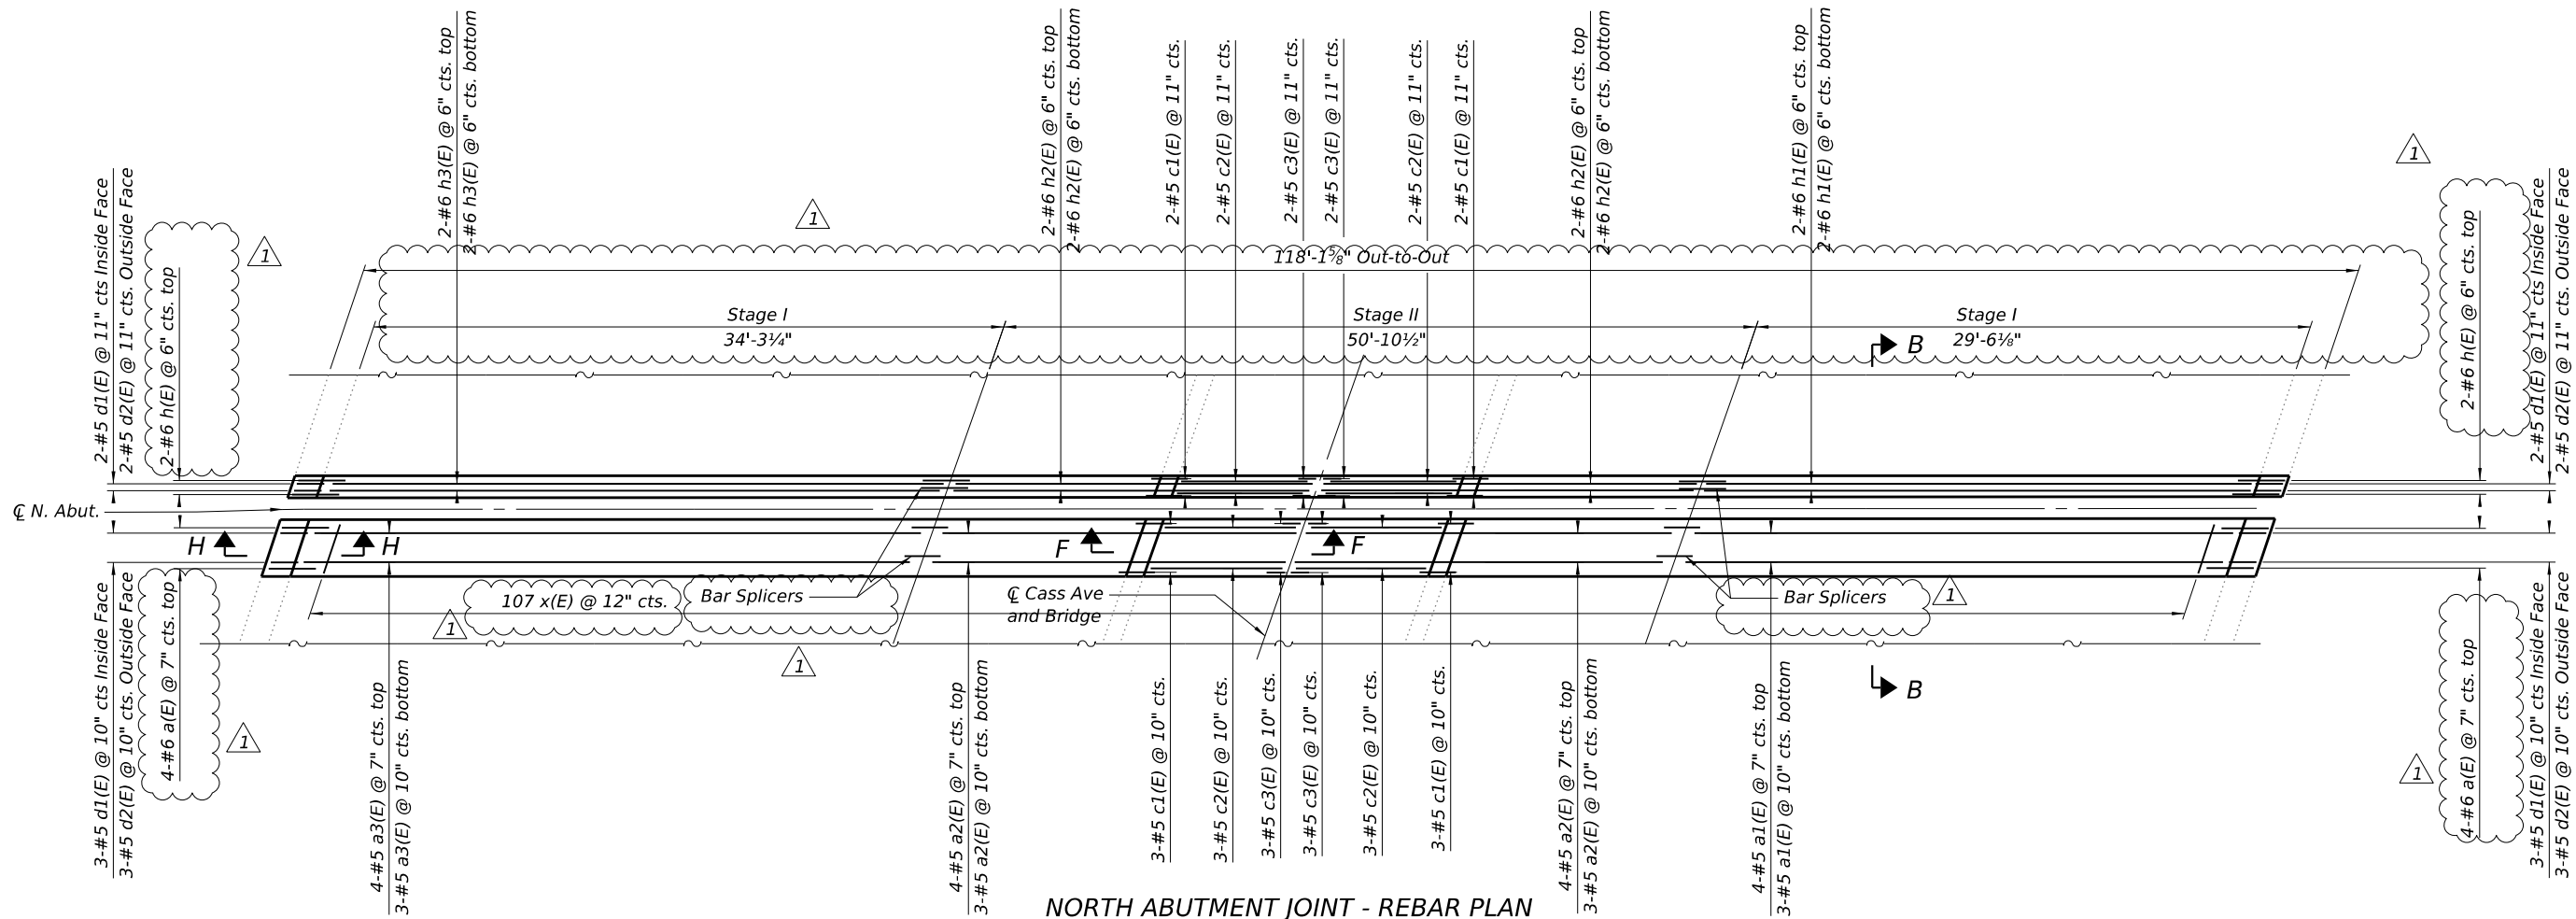 2-#6 h3(E) @ 6" cts. top
2-#6 h3(E) @ 6" cts. bottom
2-#6 h2(E) @ 6" cts. top
2-#6 h2(E) @ 6" cts. bottom
2-#5 c1(E) @ 11" cts.
2-#5 c2(E) @ 11" cts.
2-#5 c3(E) @ 11" cts.
2-#5 c3(E) @ 11" cts.
2-#5 c2(E) @ 11" cts.
2-#5 c1(E) @ 11" cts.
2-#6 h2(E) @ 6" cts. top
2-#6 h2(E) @ 6" cts. bottom
2-#6 h1(E) @ 6" cts. top
2-#6 h1(E) @ 6" cts. bottom
2-#5 d1(E) @ 11" cts Inside Face
2-#5 d2(E) @ 11" cts. Outside Face
2-#6 h(E) @ 6" cts. top
1
1
1
2-#6 h(E) @ 6" cts. top
2-#5 d1(E) @ 11" cts Inside Face
2-#5 d2(E) @ 11" cts. Outside Face
118'-1⅝" Out-to-Out
Stage I
34'-3¼"
Stage II
50'-10½"
Stage I
29'-6⅛"
B
℄ N. Abut.
H
H
F
F
107 x(E) @ 12" cts.
Bar Splicers
℄ Cass Ave
and Bridge
Bar Splicers
1
1
1
B
3-#5 d1(E) @ 10" cts Inside Face
3-#5 d2(E) @ 10" cts. Outside Face
4-#6 a(E) @ 7" cts. top
1
4-#5 a3(E) @ 7" cts. top
3-#5 a3(E) @ 10" cts. bottom
4-#5 a2(E) @ 7" cts. top
3-#5 a2(E) @ 10" cts. bottom
3-#5 c1(E) @ 10" cts.
3-#5 c2(E) @ 10" cts.
3-#5 c3(E) @ 10" cts.
3-#5 c3(E) @ 10" cts.
3-#5 c2(E) @ 10" cts.
3-#5 c1(E) @ 10" cts.
4-#5 a2(E) @ 7" cts. top
3-#5 a2(E) @ 10" cts. bottom
4-#5 a1(E) @ 7" cts. top
3-#5 a1(E) @ 10" cts. bottom
1
4-#6 a(E) @ 7" cts. top
3-#5 d1(E) @ 10" cts Inside Face
3-#5 d2(E) @ 10" cts. Outside Face
NORTH ABUTMENT JOINT - REBAR PLAN